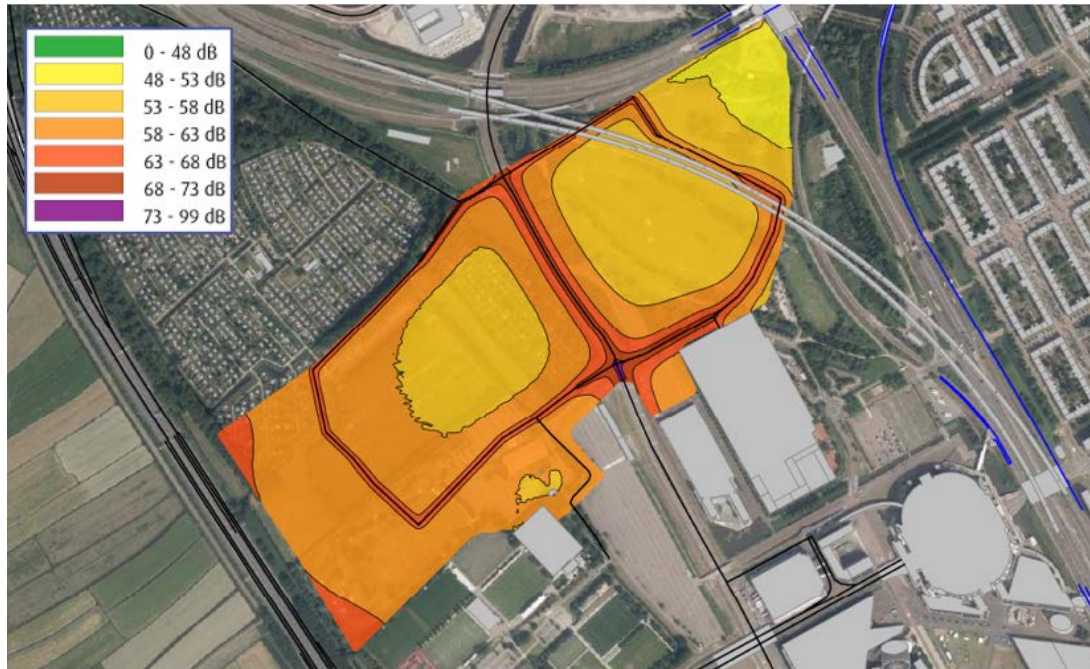 0 - 48 dB
48 - 53 dB
53 - 58 dB
58 - 63 dB
63 - 68 dB
68 - 73 dB
73 - 99 dB